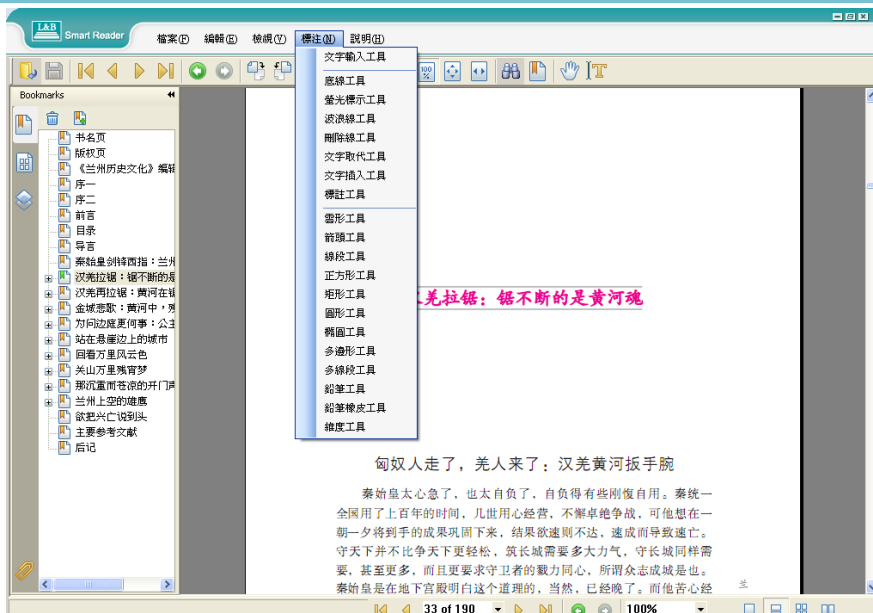 L&B
Smart Reader
檔案(F) 編輯(E) 檢視(V) 標注(N) 説明(H)
文字輸入工具
底線工具
螢光標示工具
波浪線工具
刪除線工具
文字取代工具
文字插入工具
標註工具
雲形工具
箭頭工具
線段工具
正方形工具
矩形工具
圓形工具
橢圓工具
多邊形工具
多線段工具
鉛筆工具
鉛筆橡皮工具
維度工具
100 %
Bookmarks
书名页
版权页
《兰州历史文化》编辑
序一
序二
前言
目录
导言
秦始皇剑锋西指：兰州
汉羌拉锯：锯不断的是
汉羌再拉锯：黄河在锯
金城悲歌：黄河中，殇
为问边庭更何事：公主
站在悬崖边上的城市
回看万里风云色
关山万里残宵梦
那沉重而苍凉的开门声
兰州上空的雄鹰
欲把兴亡说到头
主要参考文献
后记
羌拉锯：锯不断的是黄河魂
匈奴人走了，羌人来了：汉羌黄河扳手腕
秦始皇太心急了，也太自负了，自负得有些刚愎自用。秦统一
全国用了上百年的时间，几世用心经营，不懈卓绝争战，可他想在一
朝一夕将到手的成果巩固下来，结果欲速则不达，速成而导致速亡。
守天下并不比争天下更轻松，筑长城需要多大力气，守长城同样需
要，甚至更多，而且更要求守卫者的戮力同心，所谓众志成城是也。
秦始皇是在地下宫殿明白这个道理的，当然，已经晚了。而他苦心经
兰
33 of 190 100%